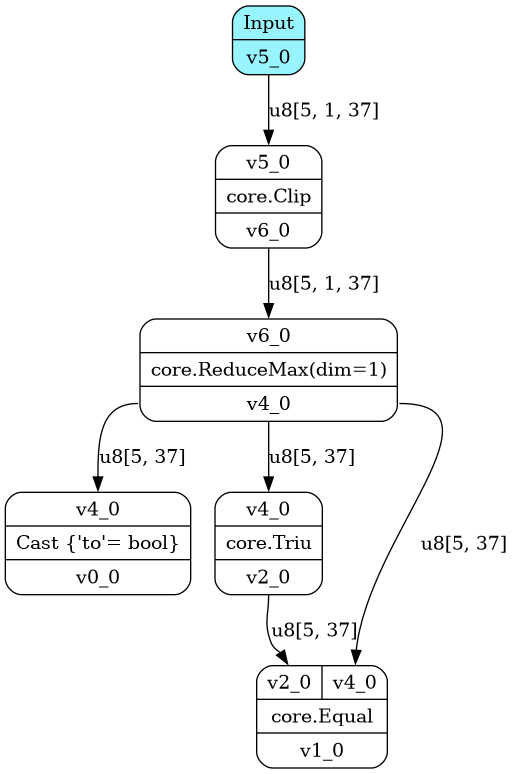 Input
v5_0
u8[5, 1, 37]
v5_0
core.Clip
v6_0
u8[5, 1, 37]
v6_0
core.ReduceMax(dim=1)
v4_0
u8[5, 37]
u8[5, 37]
u8[5, 37]
v4_0
Cast {'to'= bool}
v0_0
v4_0
core.Triu
v2_0
u8[5, 37]
v2_0 v4_0
core.Equal
v1_0